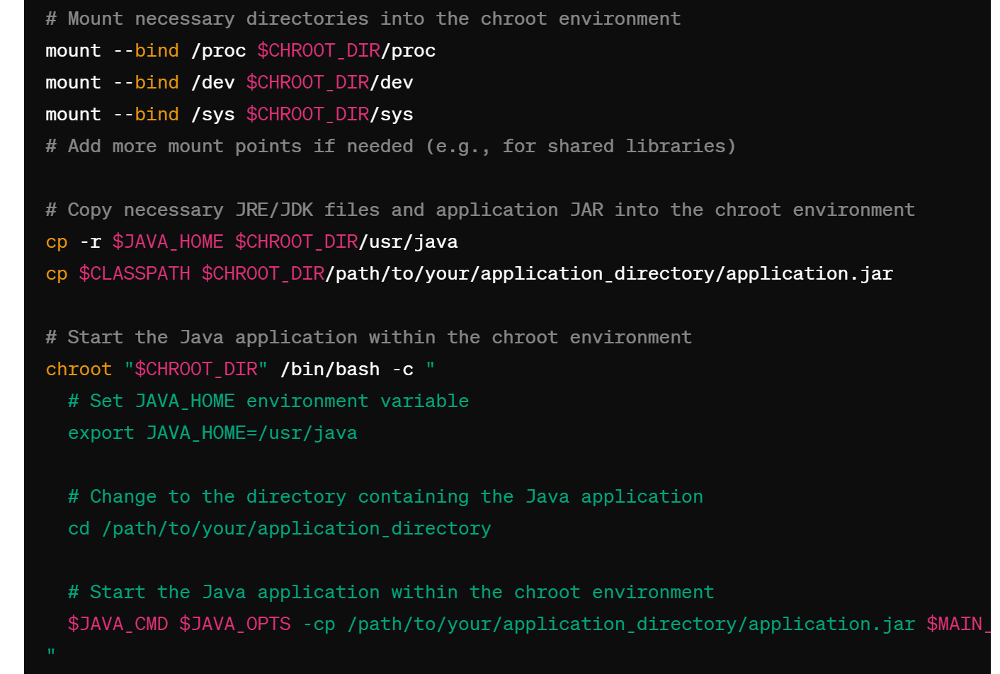 # Mount necessary directories into the chroot environment
mount --bind /proc $CHROOT_DIR/proc
mount --bind /dev $CHROOT_DIR/dev
mount --bind /sys $CHROOT_DIR/sys
# Add more mount points if needed (e.g., for shared libraries)
# Copy necessary JRE/JDK files and application JAR into the chroot environment
cp -r $JAVA_HOME $CHROOT_DIR/usr/java
cp $CLASSPATH $CHROOT_DIR/path/to/your/application_directory/application.jar
# Start the Java application within the chroot environment
chroot "$CHROOT_DIR" /bin/bash -c "
# Set JAVA_HOME environment variable
export JAVA_HOME=/usr/java
# Change to the directory containing the Java application
cd /path/to/your/application_directory
# Start the Java application within the chroot environment
$JAVA_CMD $JAVA_OPTS -cp /path/to/your/application_directory/application.jar $MAIN_
"